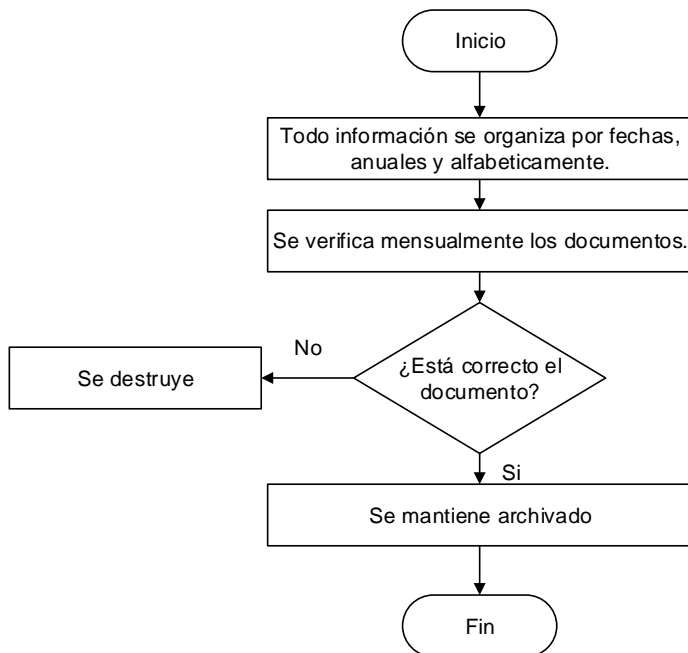 Inicio
Todo información se organiza por fechas,
anuales y alfabeticamente.
Se verifica mensualmente los documentos.
¿Está correcto el
documento?
No
Se destruye
Si
Se mantiene archivado
Fin